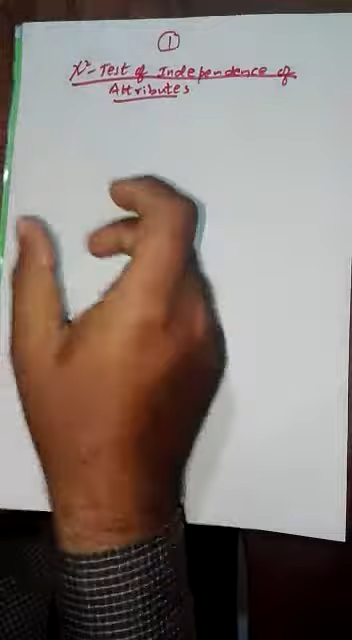 ①
χ²-Test of Independence of
Attributes